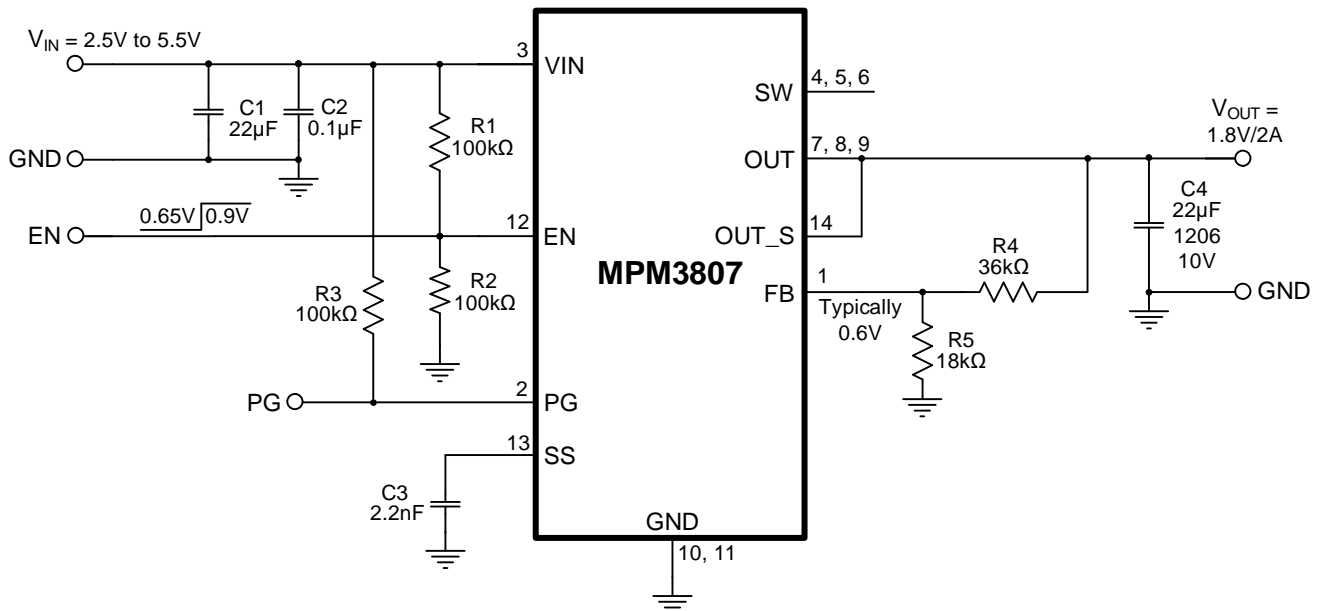 V_IN = 2.5V to 5.5V
3
VIN
C1
22µF
C2
0.1µF
R1
100kΩ
GND
0.65V
0.9V
EN
12
EN
R3
100kΩ
R2
100kΩ
PG
2
PG
13
SS
C3
2.2nF
MPM3807
GND
10, 11
SW
4, 5, 6
OUT
7, 8, 9
OUT_S
14
FB
1
Typically
0.6V
R4
36kΩ
R5
18kΩ
V_OUT =
1.8V/2A
C4
22µF
1206
10V
GND